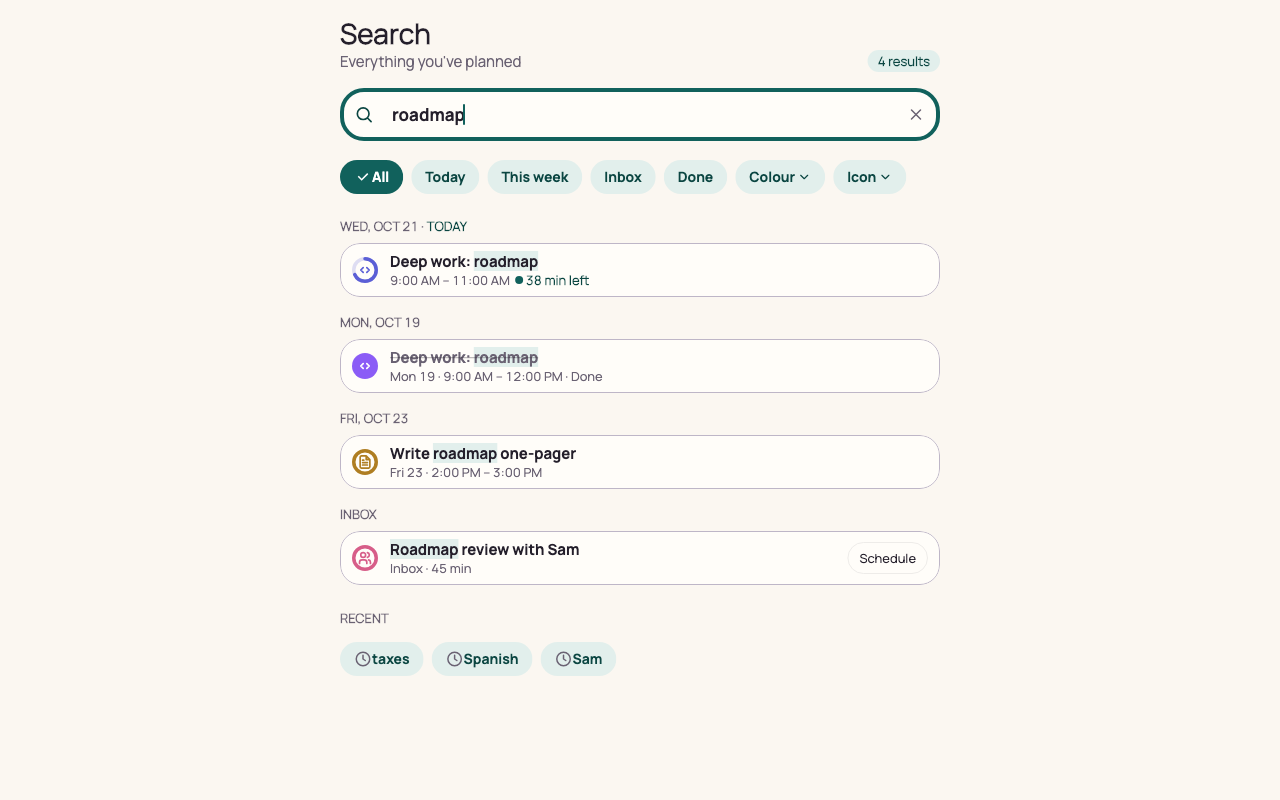 Search
Everything you've planned
4 results
roadmap
All
Today
This week
Inbox
Done
Colour
Icon
WED, OCT 21 · TODAY
Deep work: roadmap
9:00 AM – 11:00 AM 38 min left
MON, OCT 19
Deep work: roadmap
Mon 19 · 9:00 AM – 12:00 PM · Done
FRI, OCT 23
Write roadmap one-pager
Fri 23 · 2:00 PM – 3:00 PM
INBOX
Roadmap review with Sam
Inbox · 45 min
Schedule
RECENT
taxes
Spanish
Sam